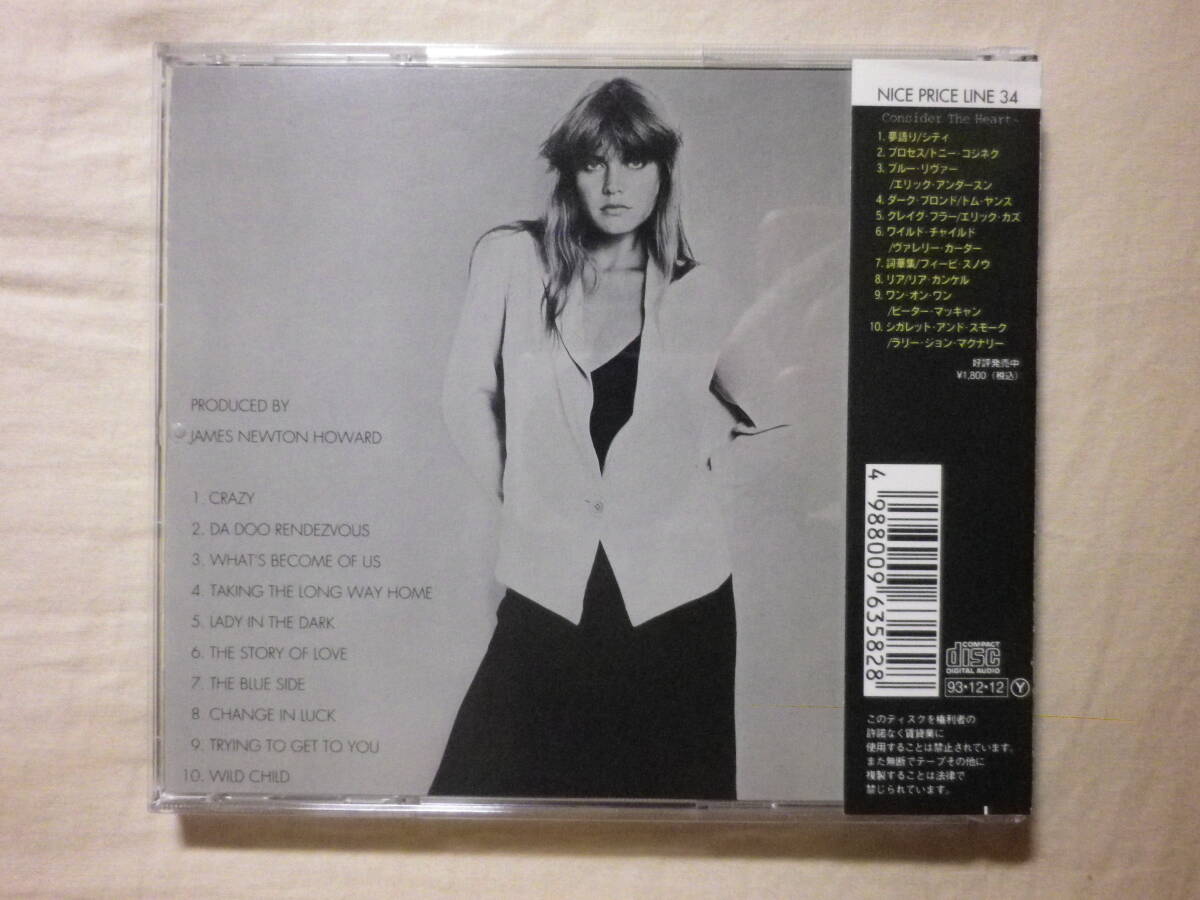 PRODUCED BY
JAMES NEWTON HOWARD
1. CRAZY
2. DA DOO RENDEZVOUS
3. WHAT'S BECOME OF US
4. TAKING THE LONG WAY HOME
5. LADY IN THE DARK
6. THE STORY OF LOVE
7. THE BLUE SIDE
8. CHANGE IN LUCK
9. TRYING TO GET TO YOU
10. WILD CHILD
NICE PRICE LINE 34
-Consider The Heart-
1. 夢語り/シティ
2. プロセス/トニー・コジネク
3. ブルー・リヴァー
/エリック・アンダースン
4. ダーク・ブロンド/トム・ヤンス
5. クレイグ・フラー/エリック・カズ
6. ワイルド・チャイルド
/ヴァレリー・カーター
7. 詞華集/フィービ・スノウ
8. リア/リア・カンケル
9. ワン・オン・ワン
/ピーター・マッキャン
10. シガレット・アンド・スモーク
/ラリー・ジョン・マクナリー
好評発売中
¥1,800（税込）
4 988009 635828
COMPACT
disc
DIGITAL AUDIO
93・12・12 Y
このディスクを権利者の
許諾なく賃貸業に
使用することは禁止されています。
また無断でテープその他に
複製することは法律で
禁じられています。